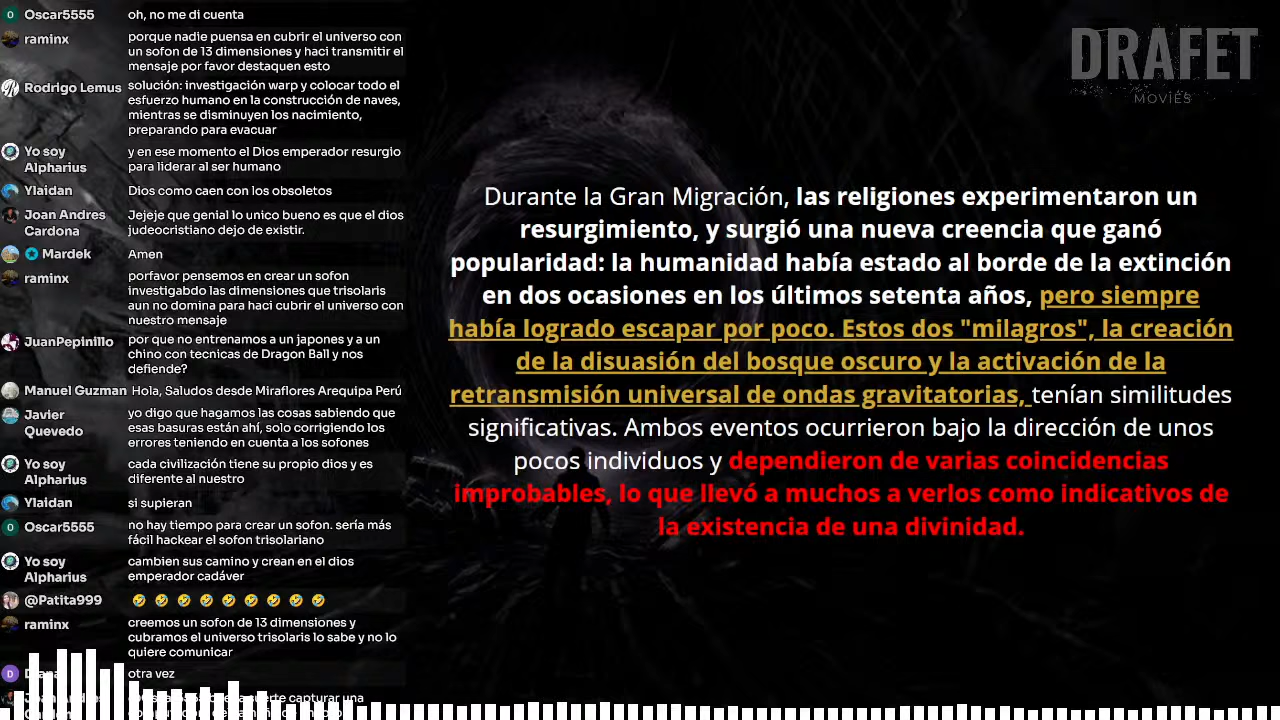 Oscar5555 oh, no me di cuenta
raminx porque nadie puensa en cubrir el universo con
un sofon de 13 dimensiones y haci transmitir el
mensaje por favor destaquen esto
Rodrigo Lemus solución: investigación warp y colocar todo el
esfuerzo humano en la construcción de naves,
mientras se disminuyen los nacimiento,
preparando para evacuar
Yo soy y en ese momento el Dios emperador resurgio
Alpharius para liderar al ser humano
Ylaidan Dios como caen con los obsoletos
Joan Andres Jejeje que genial lo unico bueno es que el dios
Cardona judeocristiano dejo de existir.
Mardek Amen
raminx porfavor pensemos en crear un sofon
investigabdo las dimensiones que trisolaris
aun no domina para haci cubrir el universo con
nuestro mensaje
JuanPepinillo por que no entrenamos a un japones y a un
chino con tecnicas de Dragon Ball y nos
defiende?
Manuel Guzman Hola, Saludos desde Miraflores Arequipa Perú
Javier yo digo que hagamos las cosas sabiendo que
Quevedo esas basuras están ahí, solo corrigiendo los
errores teniendo en cuenta a los sofones
Yo soy cada civilización tiene su propio dios y es
Alpharius diferente al nuestro
Ylaidan si supieran
Oscar5555 no hay tiempo para crear un sofon. sería más
fácil hackear el sofon trisolariano
Yo soy cambien sus camino y crean en el dios
Alpharius emperador cadáver
@Patita999 🤣 🤣 🤣 🤣 🤣 🤣 🤣 🤣 🤣
raminx creemos un sofon de 13 dimensiones y
cubramos el universo trisolaris lo sabe y no lo
quiere comunicar
D otra vez
capturar una
DRAFET
MOVIES
Durante la Gran Migración, las religiones experimentaron un
resurgimiento, y surgió una nueva creencia que ganó
popularidad: la humanidad había estado al borde de la extinción
en dos ocasiones en los últimos setenta años, pero siempre
había logrado escapar por poco. Estos dos "milagros", la creación
de la disuasión del bosque oscuro y la activación de la
retransmisión universal de ondas gravitatorias, tenían similitudes
significativas. Ambos eventos ocurrieron bajo la dirección de unos
pocos individuos y dependieron de varias coincidencias
improbables, lo que llevó a muchos a verlos como indicativos de
la existencia de una divinidad.